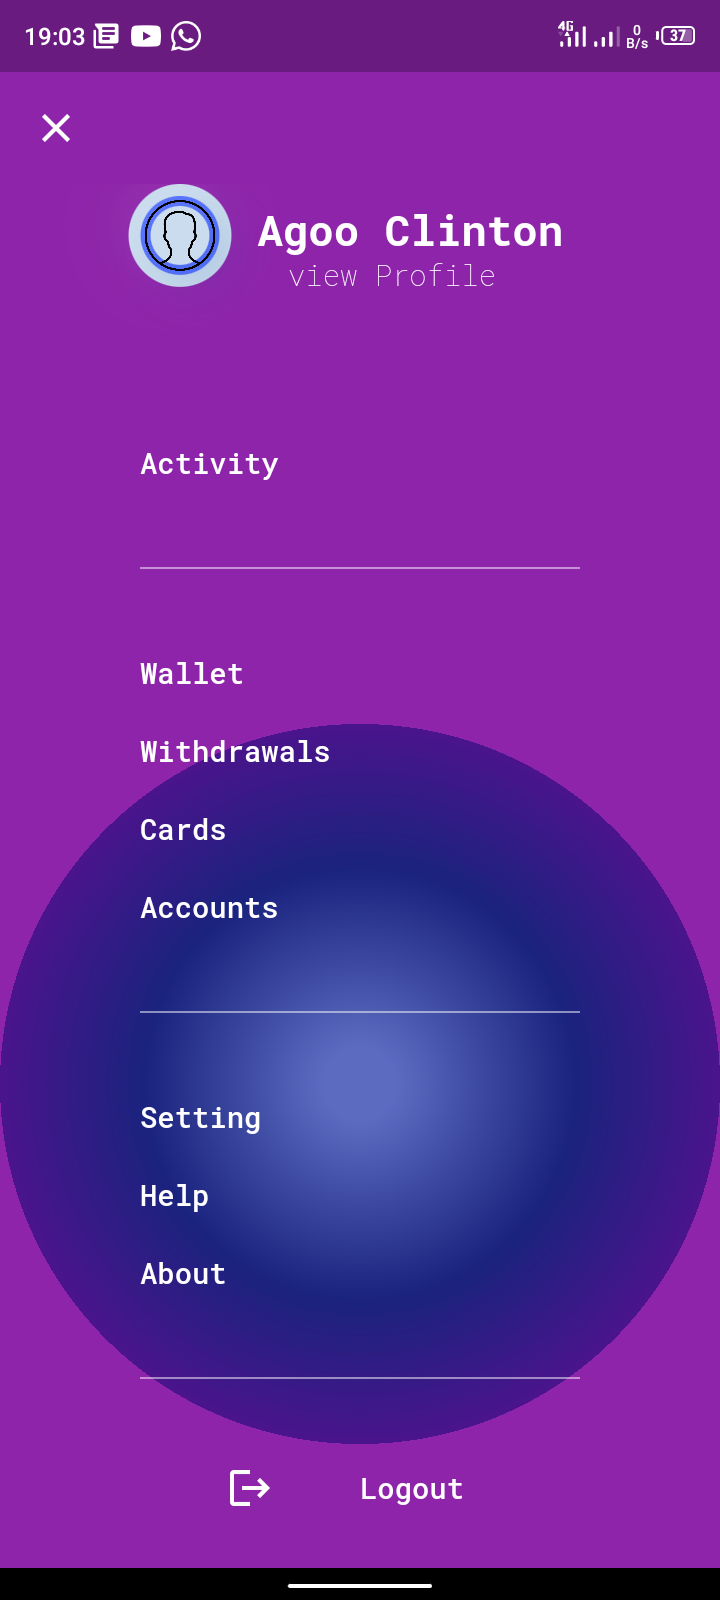 19:03 4G 0 B/s 37
Agoo Clinton
view Profile
Activity
Wallet
Withdrawals
Cards
Accounts
Setting
Help
About
Logout